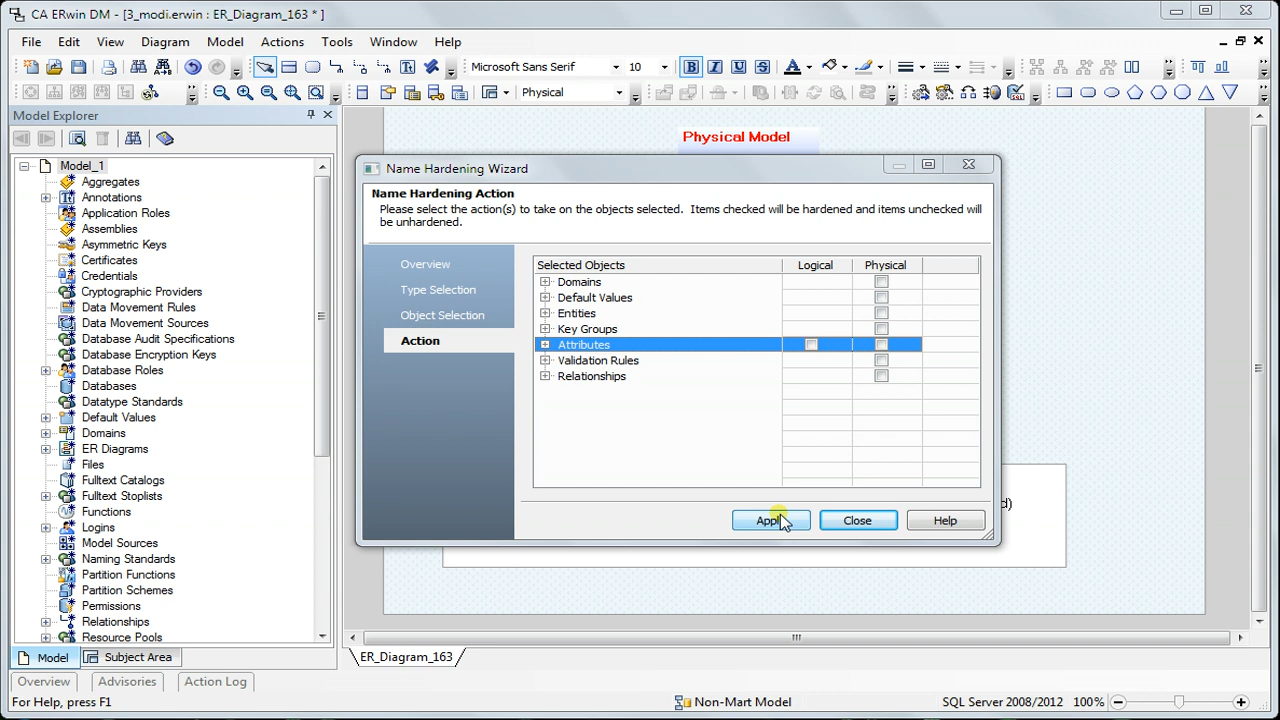 CA ERwin DM - [3_modi.erwin : ER_Diagram_163 * ]
File Edit View Diagram Model Actions Tools Window Help
Microsoft Sans Serif 10 B I U S A
Physical
Model Explorer
Model_1
Aggregates
Annotations
Application Roles
Assemblies
Asymmetric Keys
Certificates
Credentials
Cryptographic Providers
Data Movement Rules
Data Movement Sources
Database Audit Specifications
Database Encryption Keys
Database Roles
Databases
Datatype Standards
Default Values
Domains
ER Diagrams
Files
Fulltext Catalogs
Fulltext Stoplists
Functions
Logins
Model Sources
Naming Standards
Partition Functions
Partition Schemes
Permissions
Relationships
Resource Pools
Model Subject Area
Physical Model
Name Hardening Wizard
Name Hardening Action
Please select the action(s) to take on the objects selected. Items checked will be hardened and items unchecked will
be unhardened.
Overview
Type Selection
Object Selection
Action
Selected Objects Logical Physical
Domains
Default Values
Entities
Key Groups
Attributes
Validation Rules
Relationships
d)
Close Help
ER_Diagram_163
Overview Advisories Action Log
For Help, press F1 Non-Mart Model SQL Server 2008/2012 100%